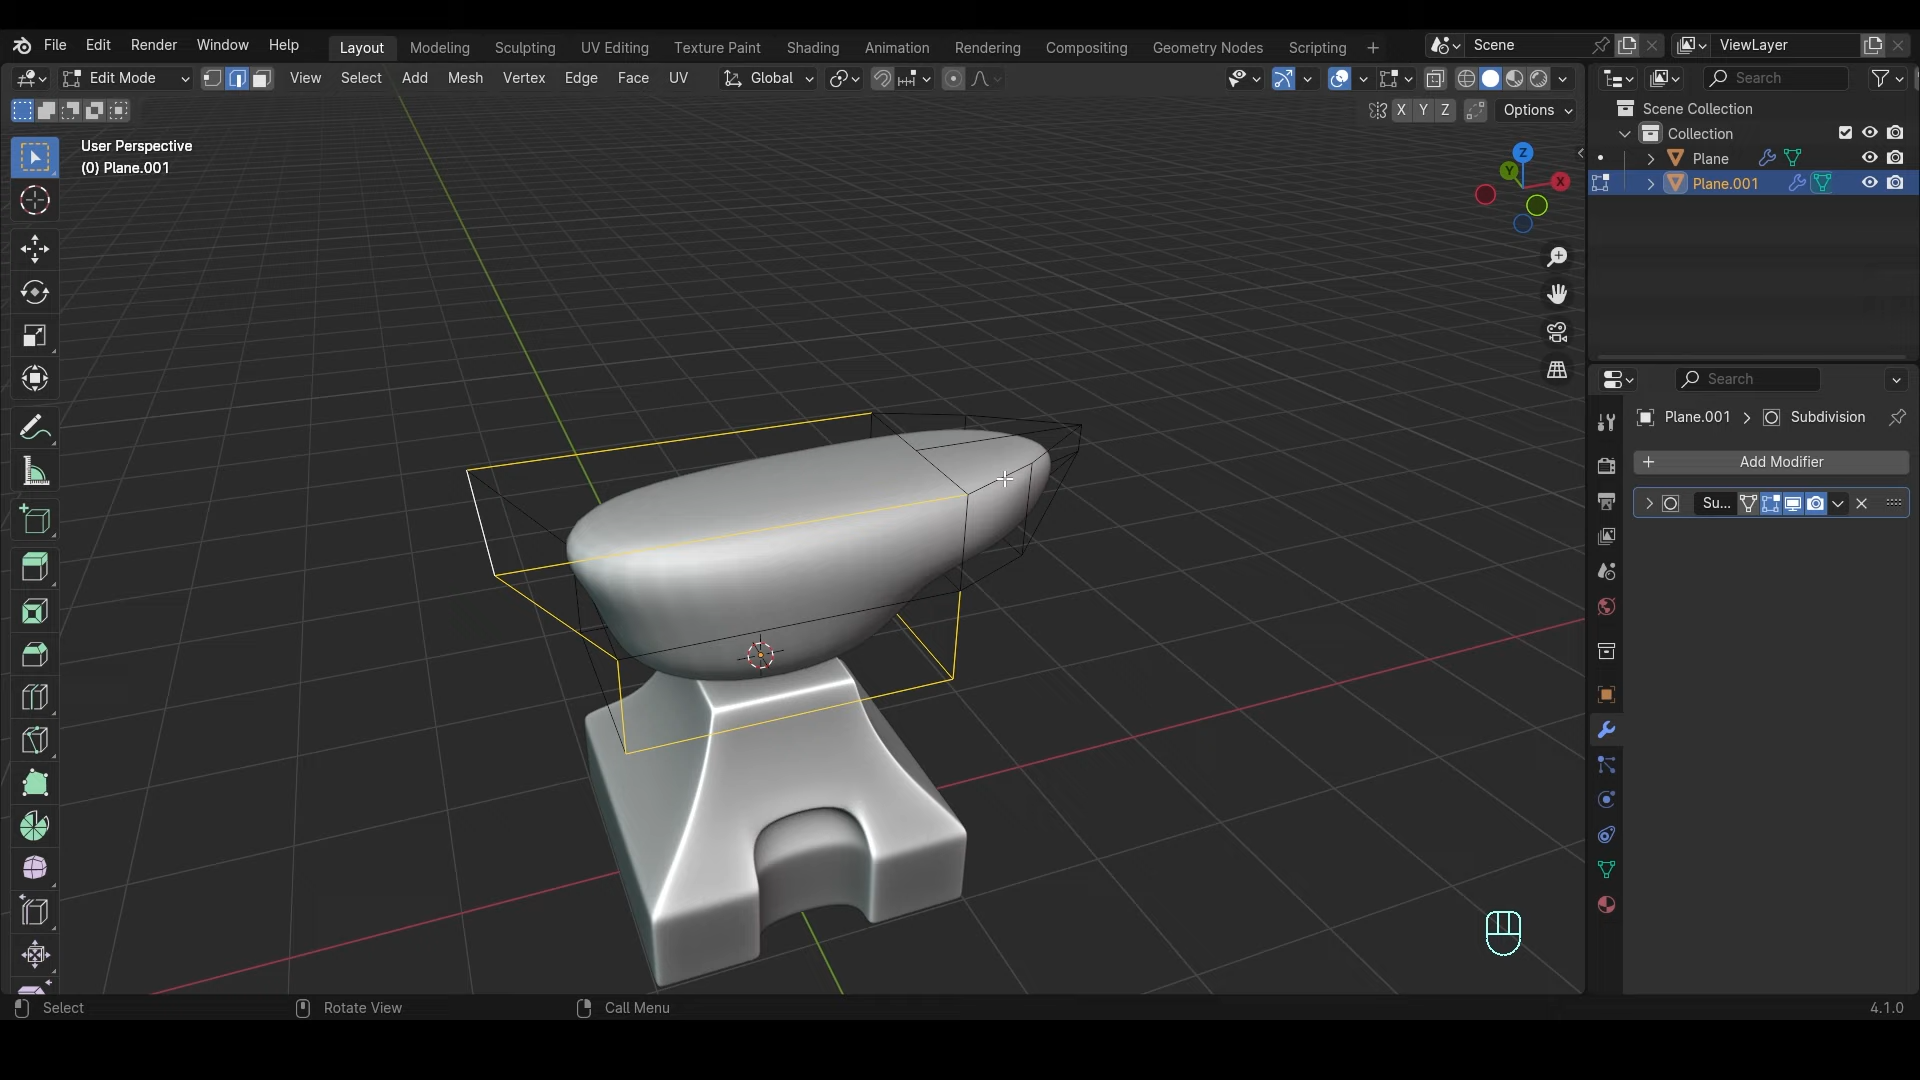 File Edit Render Window Help Layout Modeling Sculpting UV Editing Texture Paint Shading Animation Rendering Compositing Geometry Nodes Scripting + Scene ViewLayer
Edit Mode View Select Add Mesh Vertex Edge Face UV Global Search
X Y Z Options
Scene Collection
Collection
Plane
Plane.001
User Perspective
(0) Plane.001
Z
Y
X
Search
Plane.001 > Subdivision
+ Add Modifier
Su...
Select Rotate View Call Menu 4.1.0